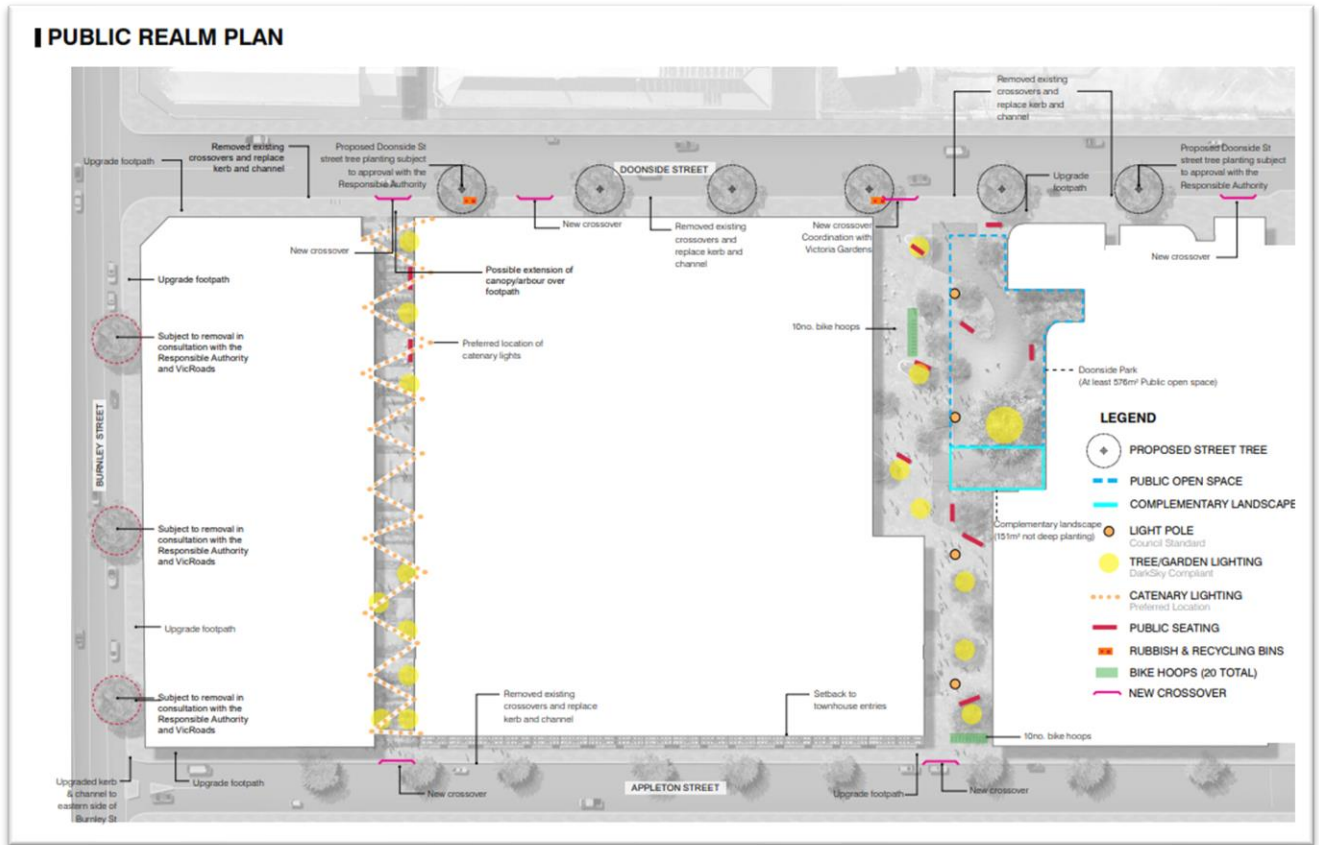 PUBLIC REALM PLAN
Removed existing
crossovers and
replace kerb and
channel
Upgrade footpath
Removed existing
crossovers and replace
kerb and channel
Proposed Doonside St
street tree planting subject
to approval with the
Responsible Authority
DOONSIDE STREET
Upgrade
footpath
Proposed Doonside St
street tree planting subject
to approval with the
Responsible Authority
New crossover
New crossover
Removed existing
crossovers and replace
kerb and
channel
New crossover
Coordination with
Victoria Gardens
New crossover
Upgrade footpath
Possible extension of
canopy/arbour over
footpath
Subject to removal in
consultation with the
Responsible Authority
and VicRoads
Preferred location of
catenary lights
10no. bike hoops
Doonside Park
(At least 576m² Public open space)
BURNLEY STREET
LEGEND
PROPOSED STREET TREE
PUBLIC OPEN SPACE
COMPLEMENTARY LANDSCAPE
LIGHT POLE
Council Standard
TREE/GARDEN LIGHTING
DarkSky Compliant
CATENARY LIGHTING
Preferred Location
PUBLIC SEATING
RUBBISH & RECYCLING BINS
BIKE HOOPS (20 TOTAL)
NEW CROSSOVER
Complementary landscape
(151m² not deep planting)
Subject to removal in
consultation with the
Responsible Authority
and VicRoads
Upgrade footpath
Subject to removal in
consultation with the
Responsible Authority
and VicRoads
Removed existing
crossovers and replace
kerb and channel
Setback to
townhouse entries
10no. bike hoops
Upgraded kerb
& channel to
eastern side of
Burnley St
Upgrade footpath
New crossover
APPLETON STREET
Upgrade footpath
New crossover